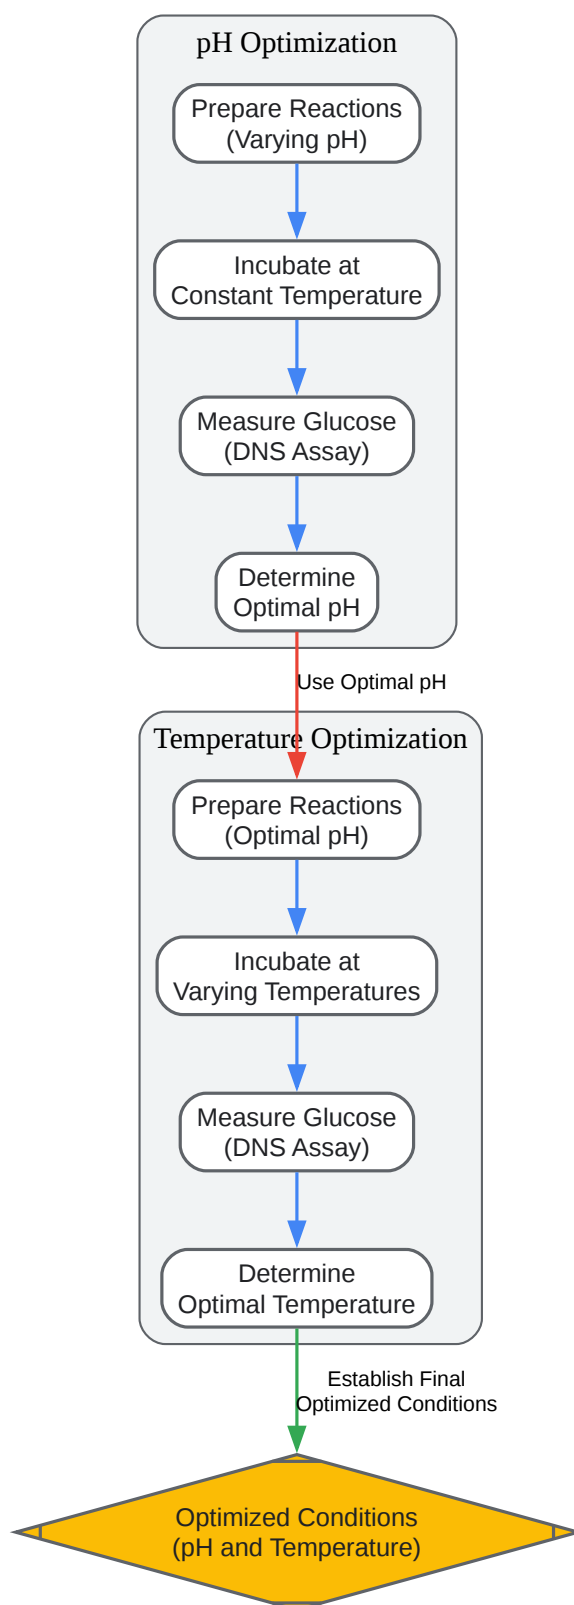 pH Optimization
Prepare Reactions
(Varying pH)
Incubate at
Constant Temperature
Measure Glucose
(DNS Assay)
Determine
Optimal pH
Use Optimal pH
Temperature Optimization
Prepare Reactions
(Optimal pH)
Incubate at
Varying Temperatures
Measure Glucose
(DNS Assay)
Determine
Optimal Temperature
Establish Final
Optimized Conditions
Optimized Conditions
(pH and Temperature)